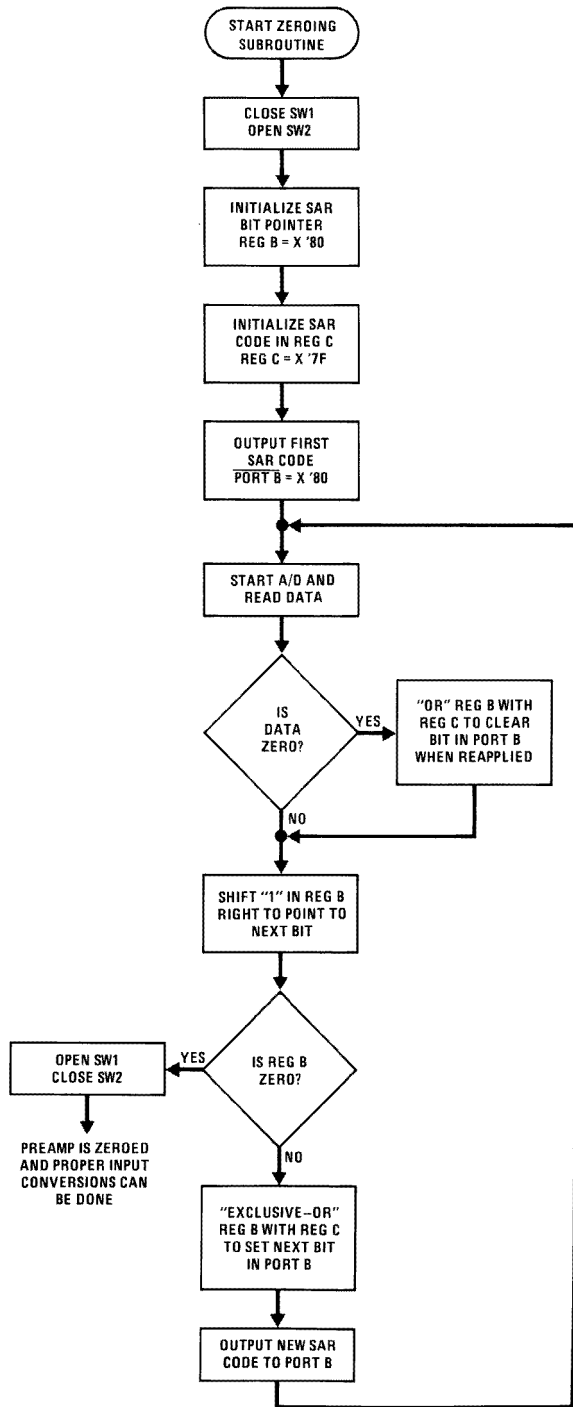 START ZEROING
SUBROUTINE
CLOSE SW1
OPEN SW2
INITIALIZE SAR
BIT POINTER
REG B = X '80
INITIALIZE SAR
CODE IN REG C
REG C = X '7F
OUTPUT FIRST
SAR CODE
PORT B = X '80
START A/D AND
READ DATA
IS
DATA
ZERO?
YES
"OR" REG B WITH
REG C TO CLEAR
BIT IN PORT B
WHEN REAPPLIED
NO
SHIFT "1" IN REG B
RIGHT TO POINT TO
NEXT BIT
IS REG B
ZERO?
YES
OPEN SW1
CLOSE SW2
PREAMP IS ZEROED
AND PROPER INPUT
CONVERSIONS CAN
BE DONE
NO
"EXCLUSIVE-OR"
REG B WITH REG C
TO SET NEXT BIT
IN PORT B
OUTPUT NEW SAR
CODE TO PORT B